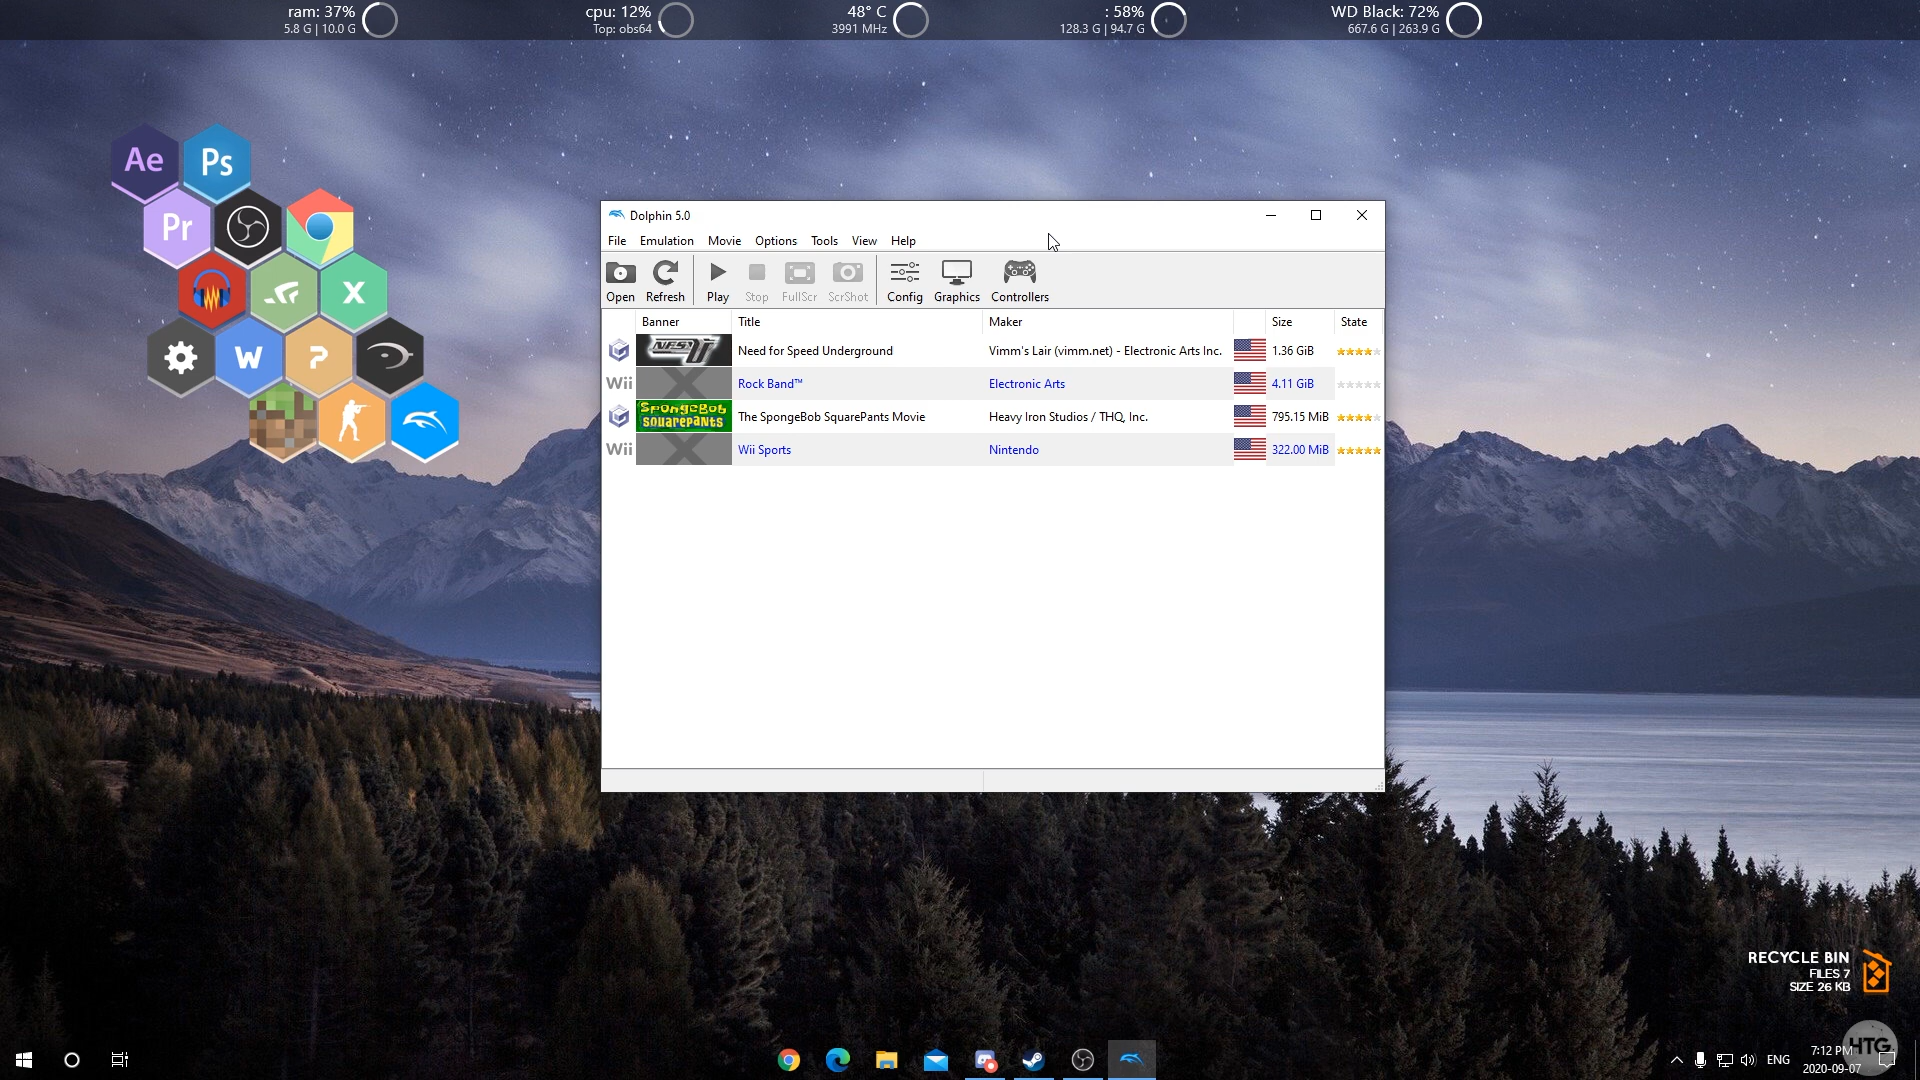 ram: 37%
5.8 G | 10.0 G
cpu: 12%
Top: obs64
48° C
3991 MHz
: 58%
128.3 G | 94.7 G
WD Black: 72%
667.6 G | 263.9 G
Ae
Ps
Pr
X
W
?
Dolphin 5.0
File Emulation Movie Options Tools View Help
Open Refresh Play Stop FullScr ScrShot Config Graphics Controllers
Banner Title Maker Size State
NFS U Need for Speed Underground Vimm's Lair (vimm.net) - Electronic Arts Inc. 1.36 GiB
Wii Rock Band™ Electronic Arts 4.11 GiB
SpongeBob SquarePants The SpongeBob SquarePants Movie Heavy Iron Studios / THQ, Inc. 795.15 MiB
Wii Wii Sports Nintendo 322.00 MiB
RECYCLE BIN
FILES 7
SIZE 26 KB
ENG
7:12 PM
2020-09-07
HTG